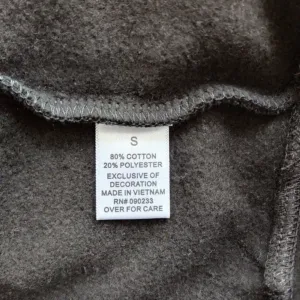 S
80% COTTON
20% POLYESTER
EXCLUSIVE OF
DECORATION
MADE IN VIETNAM
RN# 090233
OVER FOR CARE